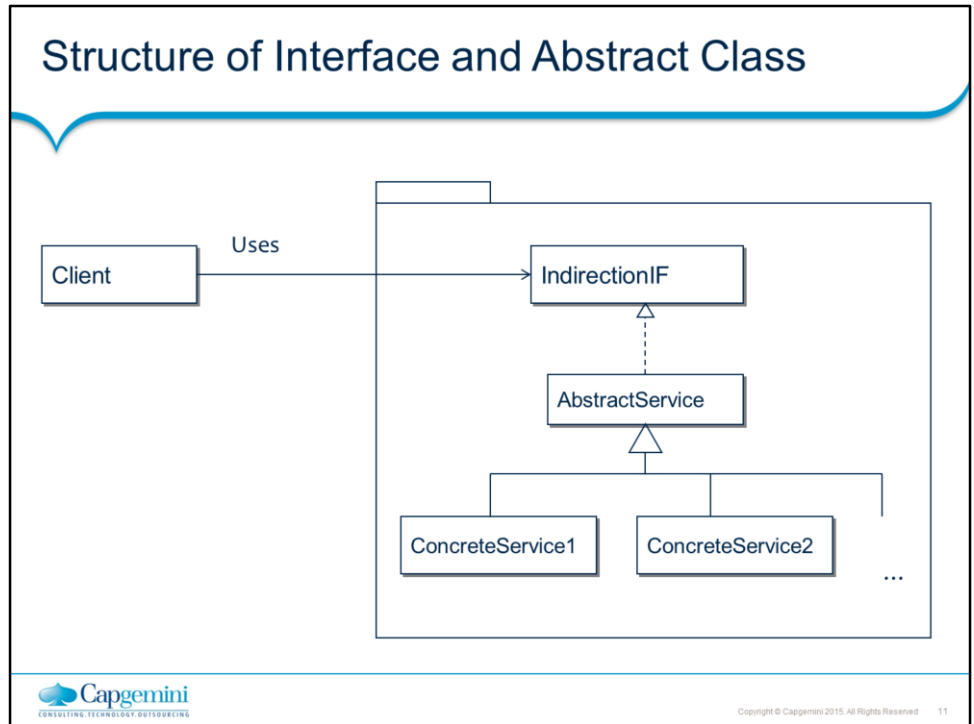 Structure of Interface and Abstract Class
Uses
Client
IndirectionIF
AbstractService
ConcreteService1
ConcreteService2
...
Capgemini
CONSULTING.TECHNOLOGY.OUTSOURCING
Copyright © Capgemini 2015. All Rights Reserved 11